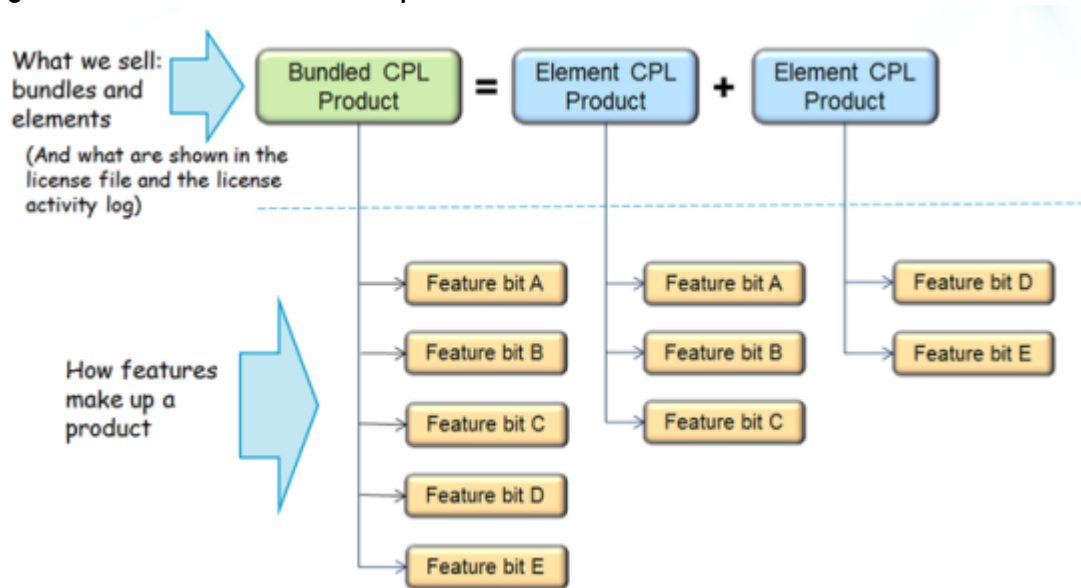 What we sell:
bundles and
elements
(And what are shown in the
license file and the license
activity log)
Bundled CPL
Product
=
Element CPL
Product
+
Element CPL
Product
How features
make up a
product
Feature bit A
Feature bit B
Feature bit C
Feature bit D
Feature bit E
Feature bit A
Feature bit B
Feature bit C
Feature bit D
Feature bit E